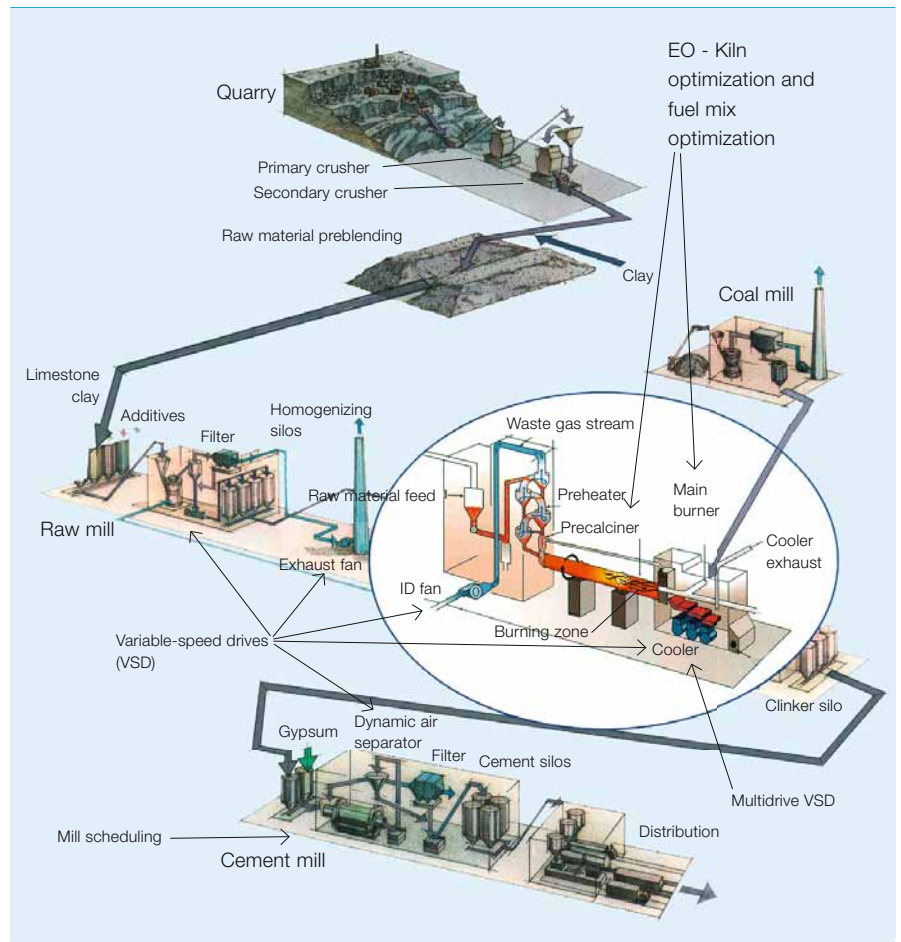 EO - Kiln
optimization and
fuel mix
optimization
Quarry
Primary crusher
Secondary crusher
Raw material preblending
Clay
Coal mill
Limestone
clay
Additives
Filter
Homogenizing
silos
Waste gas stream
Raw material feed
Preheater
Main
burner
Raw mill
Precalciner
Cooler
exhaust
Exhaust fan
ID fan
Burning zone
Variable-speed drives
(VSD)
Cooler
Clinker silo
Gypsum
Dynamic air
separator
Filter
Cement silos
Multidrive VSD
Mill scheduling
Distribution
Cement mill